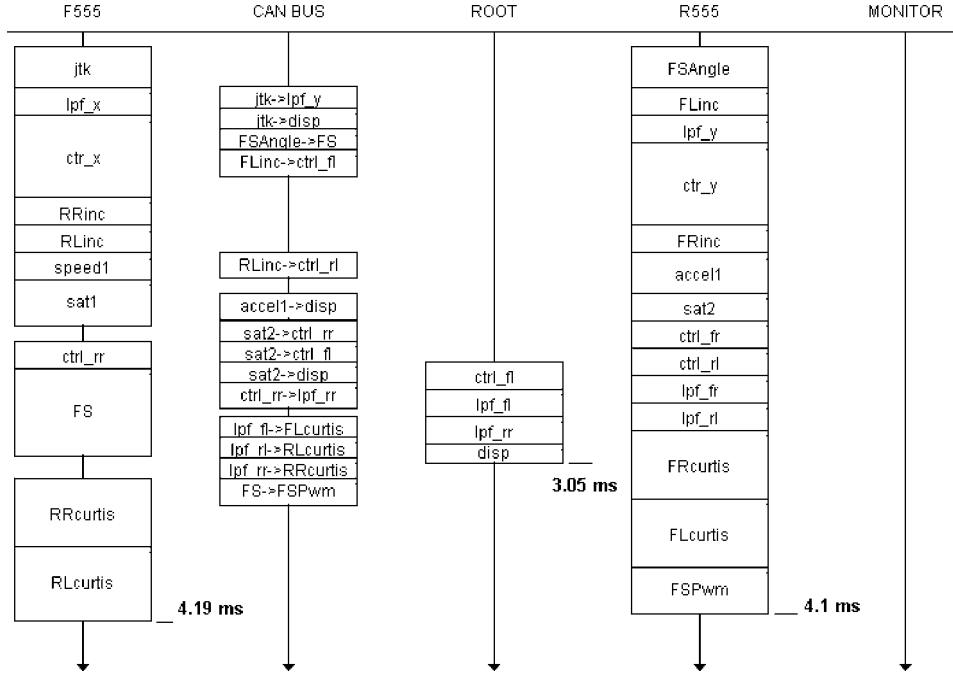 F555
CAN BUS
ROOT
R555
MONITOR
jtk
lpf_x
ctr_x
RRinc
RLinc
speed1
sat1
ctrl_rr
FS
RRcurtis
RLcurtis
4.19 ms
jtk->lpf_y
jtk->disp
FSAngle->FS
FLinc->ctrl_fl
RLinc->ctrl_rl
accel1->disp
sat2->ctrl_rr
sat2->ctrl_fl
sat2->disp
ctrl_rr->lpf_rr
lpf_fl->FLcurtis
lpf_rl->RLcurtis
lpf_rr->RRcurtis
FS->FSPwm
ctrl_fl
lpf_fl
lpf_rr
disp
3.05 ms
FSAngle
FLinc
lpf_y
ctr_y
FRinc
accel1
sat2
ctrl_fr
ctrl_rl
lpf_fr
lpf_rl
FRcurtis
FLcurtis
FSPwm
4.1 ms